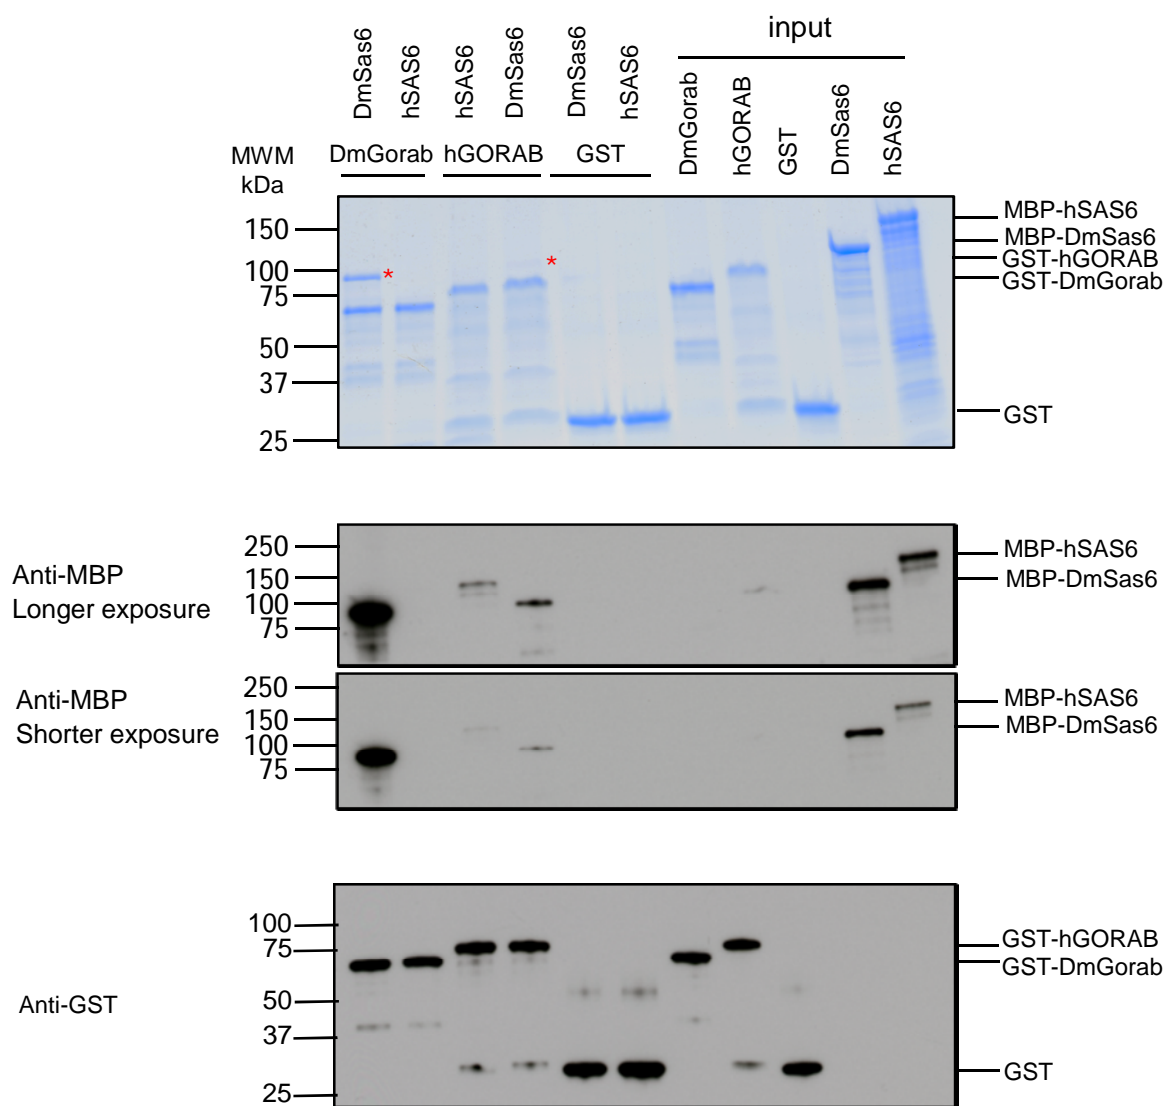 input
DmSas6
hSAS6
hSAS6
DmSas6
DmSas6
hSAS6
DmGorab
hGORAB
GST
DmSas6
hSAS6
MWM
kDa
DmGorab
hGORAB
GST
150
100
75
50
37
25
*
*
MBP-hSAS6
MBP-DmSas6
GST-hGORAB
GST-DmGorab
GST
Anti-MBP
Longer exposure
250
150
100
75
MBP-hSAS6
MBP-DmSas6
Anti-MBP
Shorter exposure
250
150
100
75
MBP-hSAS6
MBP-DmSas6
Anti-GST
100
75
50
37
25
GST-hGORAB
GST-DmGorab
GST